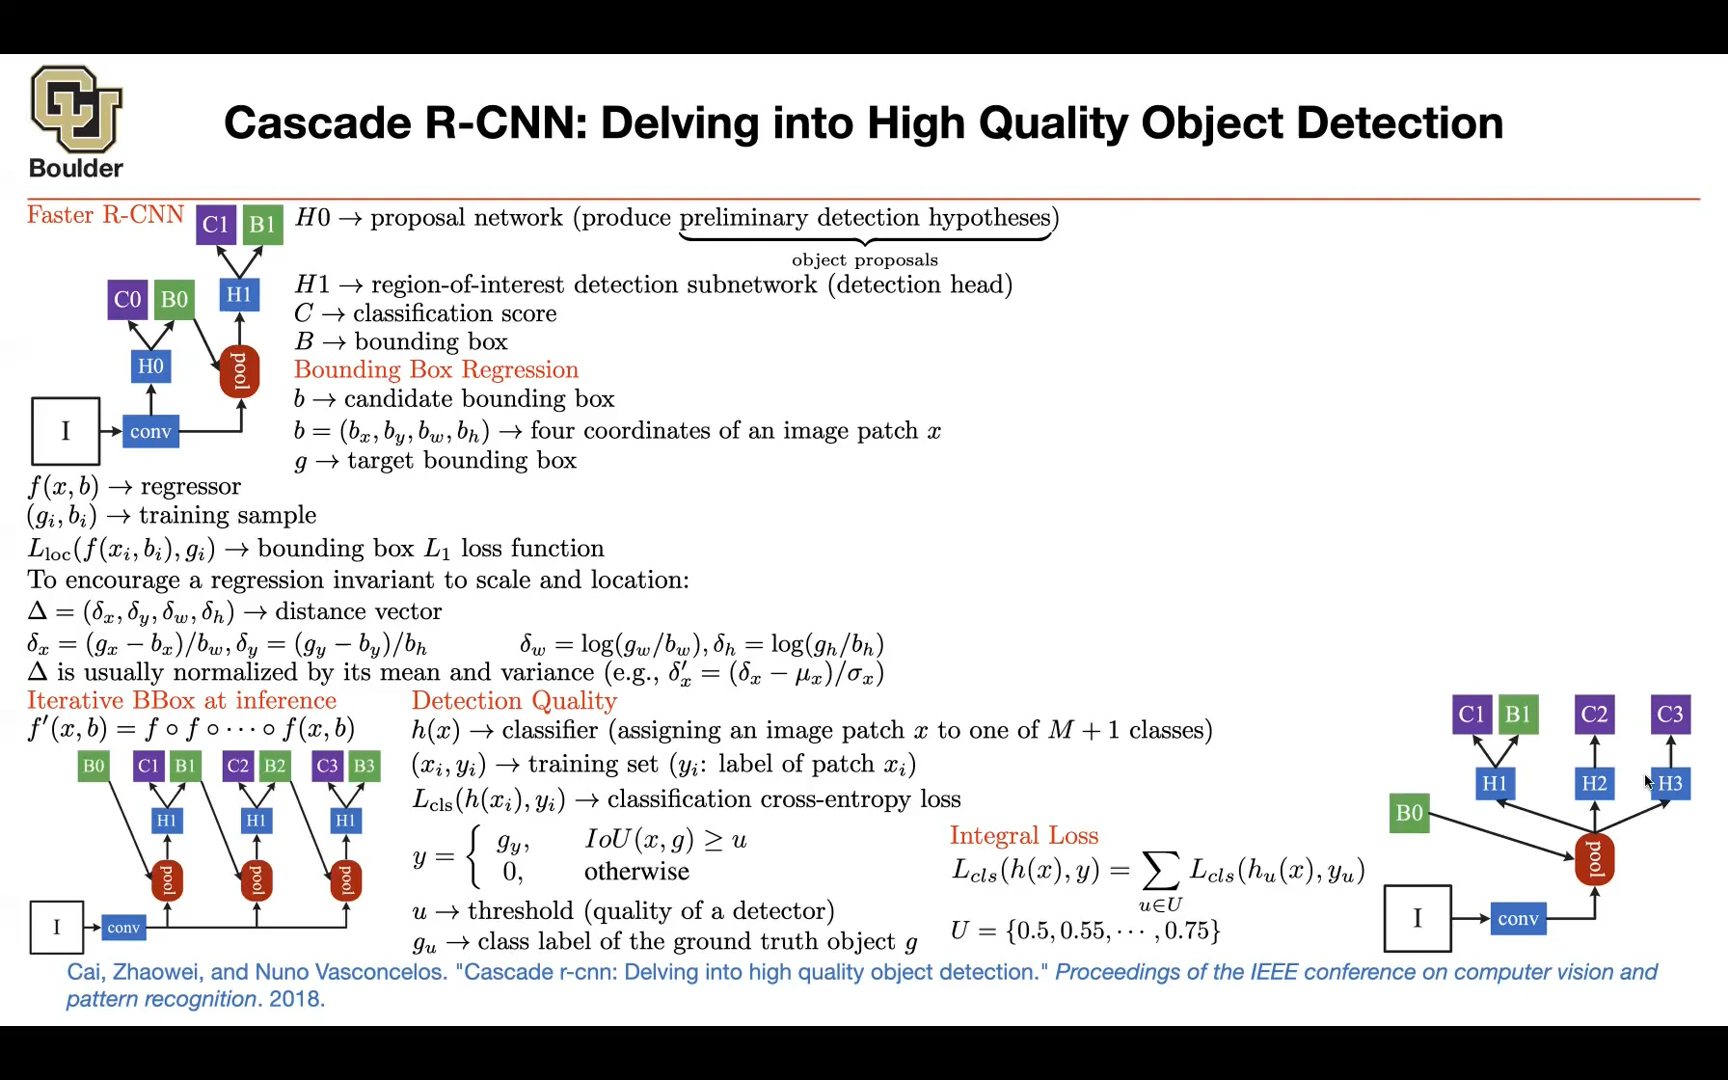 Boulder
Cascade R-CNN: Delving into High Quality Object Detection
Faster R-CNN
C1 B1
C0 B0
H1
H0
pool
I
conv
H0 → proposal network (produce preliminary detection hypotheses)
object proposals
H1 → region-of-interest detection subnetwork (detection head)
C → classification score
B → bounding box
Bounding Box Regression
b → candidate bounding box
b = (b_x, b_y, b_w, b_h) → four coordinates of an image patch x
g → target bounding box
f(x, b) → regressor
(g_i, b_i) → training sample
L_loc(f(x_i, b_i), g_i) → bounding box L_1 loss function
To encourage a regression invariant to scale and location:
Δ = (δ_x, δ_y, δ_w, δ_h) → distance vector
δ_x = (g_x − b_x)/b_w, δ_y = (g_y − b_y)/b_h δ_w = log(g_w/b_w), δ_h = log(g_h/b_h)
Δ is usually normalized by its mean and variance (e.g., δ′_x = (δ_x − μ_x)/σ_x)
Iterative BBox at inference
f′(x, b) = f ∘ f ∘ ⋯ ∘ f(x, b)
B0 C1 B1 C2 B2 C3 B3
H1 H1 H1
pool pool pool
I conv
Detection Quality
h(x) → classifier (assigning an image patch x to one of M + 1 classes)
(x_i, y_i) → training set (y_i: label of patch x_i)
L_cls(h(x_i), y_i) → classification cross-entropy loss
y = { g_y, IoU(x, g) ≥ u
0, otherwise
u → threshold (quality of a detector)
g_u → class label of the ground truth object g
Integral Loss
L_cls(h(x), y) = ∑_{u∈U} L_cls(h_u(x), y_u)
U = {0.5, 0.55, ⋯ , 0.75}
C1 B1 C2 C3
H1 H2 H3
B0
pool
I conv
Cai, Zhaowei, and Nuno Vasconcelos. "Cascade r-cnn: Delving into high quality object detection." Proceedings of the IEEE conference on computer vision and
pattern recognition. 2018.